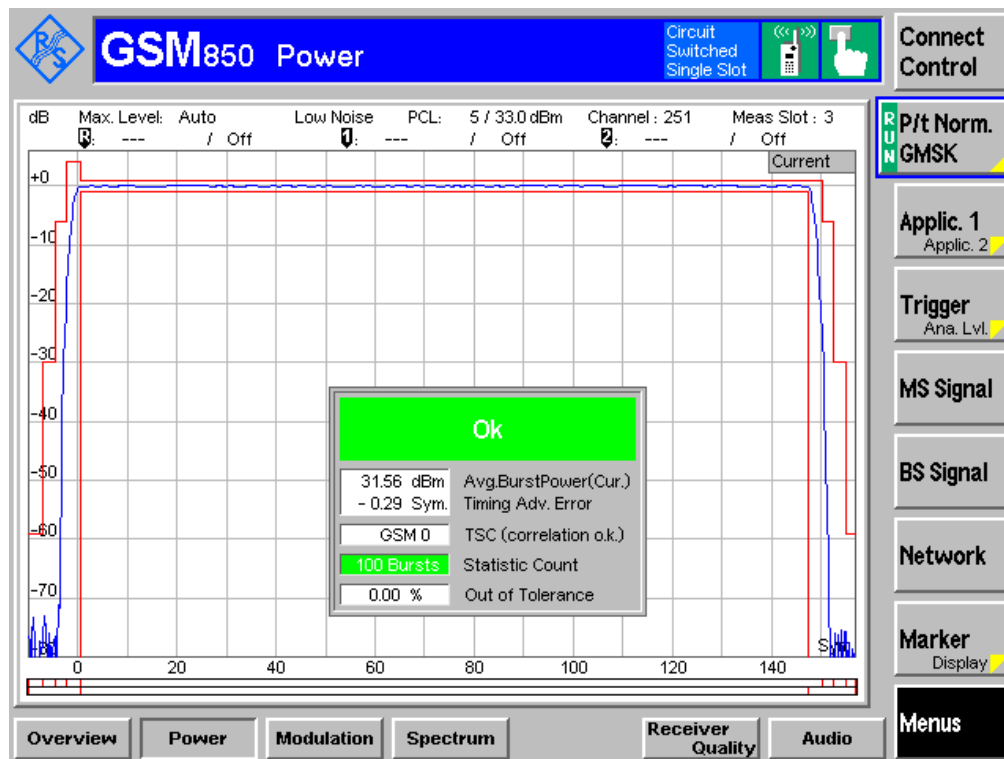 R&S
GSM850 Power
Circuit
Switched
Single Slot
Connect
Control
dB Max. Level: Auto Low Noise PCL: 5 / 33.0 dBm Channel : 251 Meas Slot : 3
R: --- / Off 1: --- / Off 2: --- / Off
Current
RUN
P/t Norm.
GMSK
Applic. 1
Applic. 2
Trigger
Ana. Lvl.
MS Signal
BS Signal
Network
Marker
Display
Menus
+0
-10
-20
-30
-40
-50
-60
-70
Ok
31.56 dBm Avg.BurstPower(Cur.)
- 0.29 Sym. Timing Adv. Error
GSM 0 TSC (correlation o.k.)
100 Bursts Statistic Count
0.00 % Out of Tolerance
0 20 40 60 80 100 120 140
Overview Power Modulation Spectrum Receiver Quality Audio